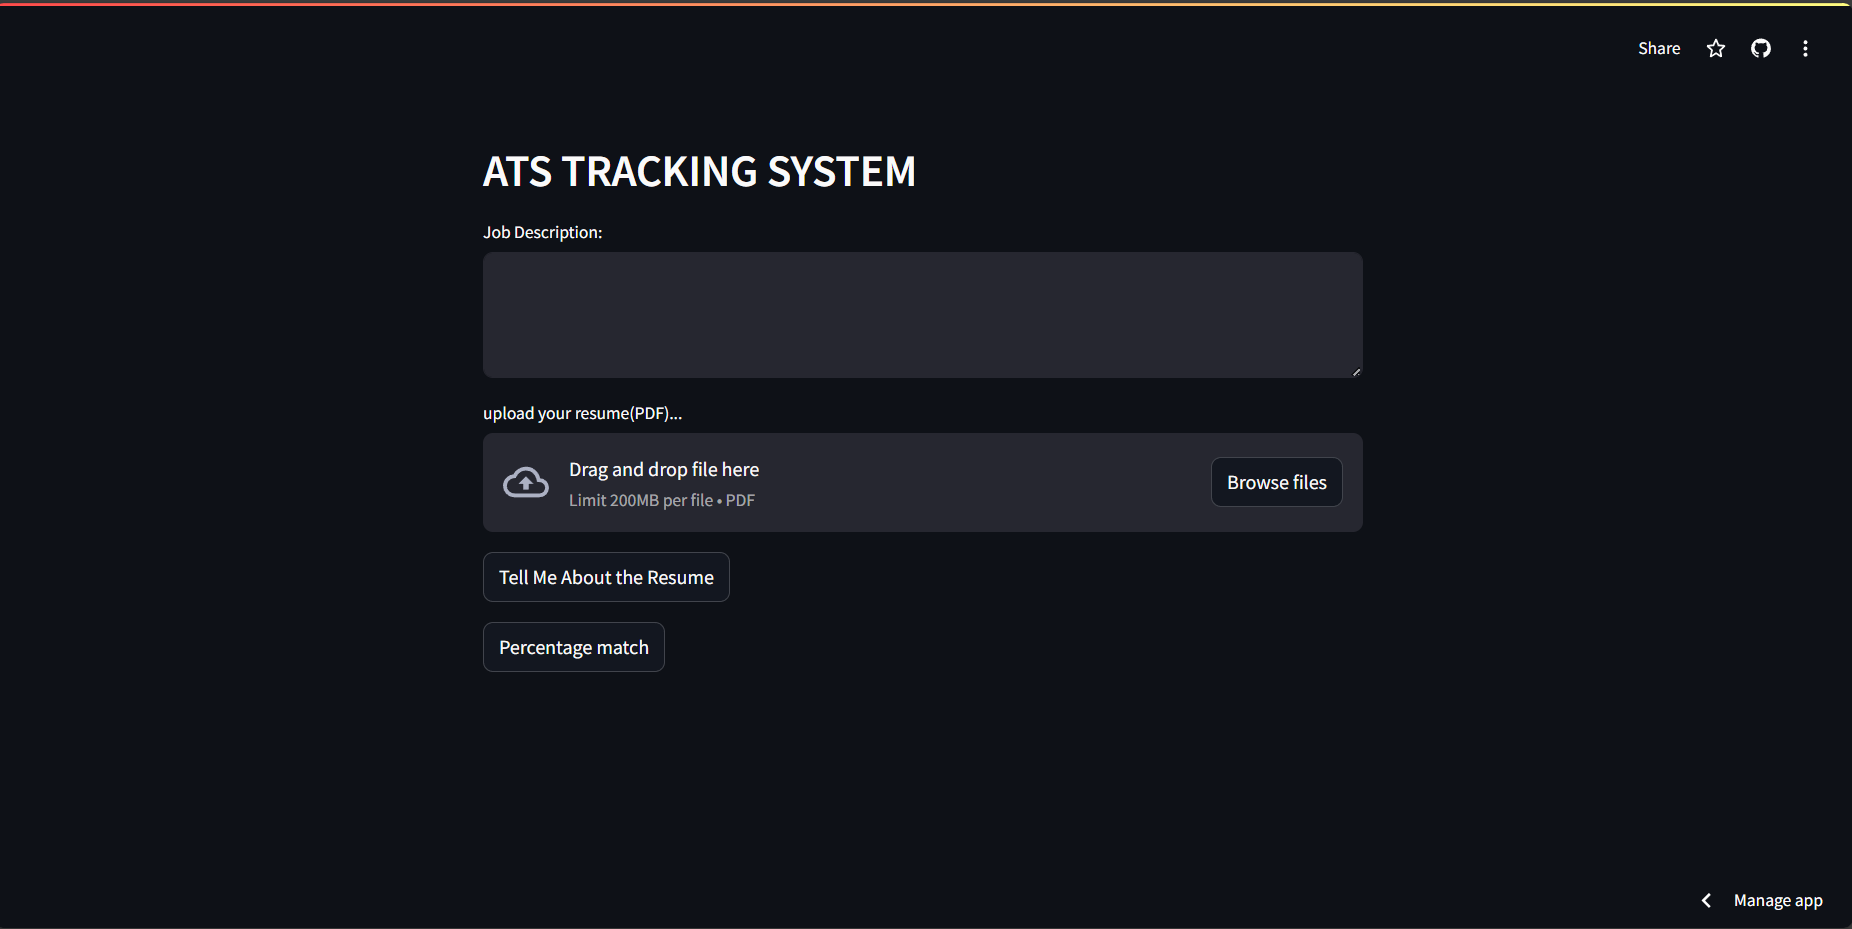 Share
ATS TRACKING SYSTEM
Job Description:
upload your resume(PDF)...
Drag and drop file here
Limit 200MB per file • PDF
Browse files
Tell Me About the Resume
Percentage match
Manage app